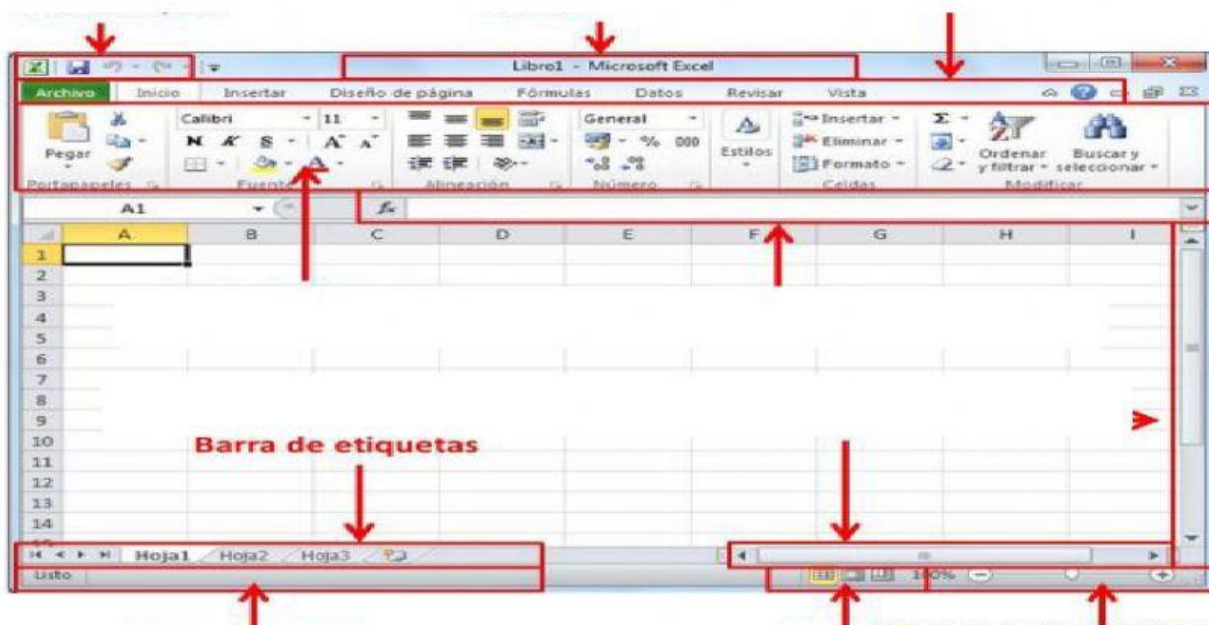 Libro1 - Microsoft Excel
Archivo Inicio Insertar Diseño de página Fórmulas Datos Revisar Vista
Calibri 11 General Insertar Σ
N K S A A % 000 Eliminar
Pegar A Estilos Formato Ordenar y filtrar Buscar y seleccionar
Portapapeles Fuente Alineación Número Celdas Modificar
A1 fx
A B C D E F G H I
1
2
3
4
5
6
7
8
9
10
Barra de etiquetas
11
12
13
14
Hoja1 Hoja2 Hoja3
Listo 100%